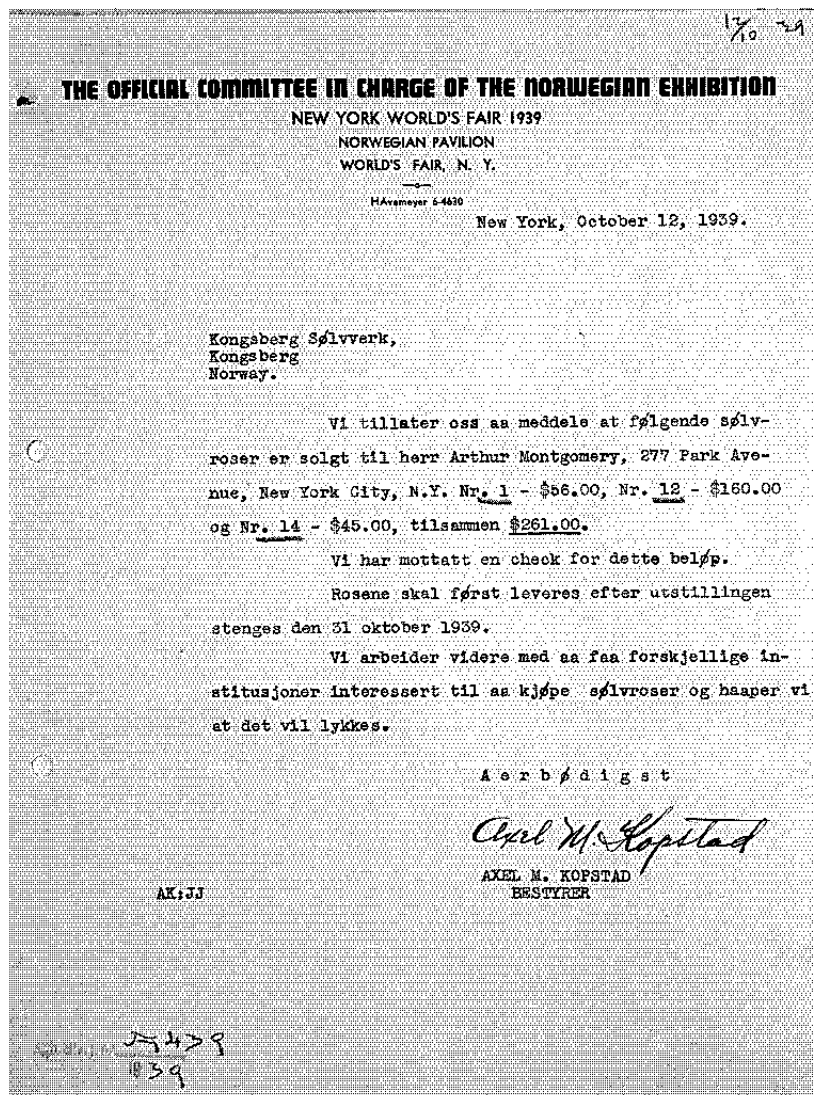 12/10 39
THE OFFICIAL COMMITTEE IN CHARGE OF THE NORWEGIAN EXHIBITION
NEW YORK WORLD'S FAIR 1939
NORWEGIAN PAVILION
WORLD'S FAIR, N. Y.
HAvemeyer 6-4630
New York, October 12, 1939.
Kongsberg Sølvverk,
Kongsberg
Norway.
Vi tillater oss aa meddele at følgende sølv-
roser er solgt til herr Arthur Montgomery, 277 Park Ave-
nue, New York City, N.Y. Nr. 1 - $56.00, Nr. 12 - $160.00
og Nr. 14 - $45.00, tilsammen $261.00.
Vi har mottatt en check for dette beløp.
Rosene skal først leveres efter utstillingen
stenges den 31 oktober 1939.
Vi arbeider videre med aa faa forskjellige in-
stitusjoner interessert til aa kjøpe sølvroser og haaper vi
at det vil lykkes.
Aerbødigst
Axel M. Kopstad
AXEL M. KOPSTAD
AK;JJ BESTYRER
39